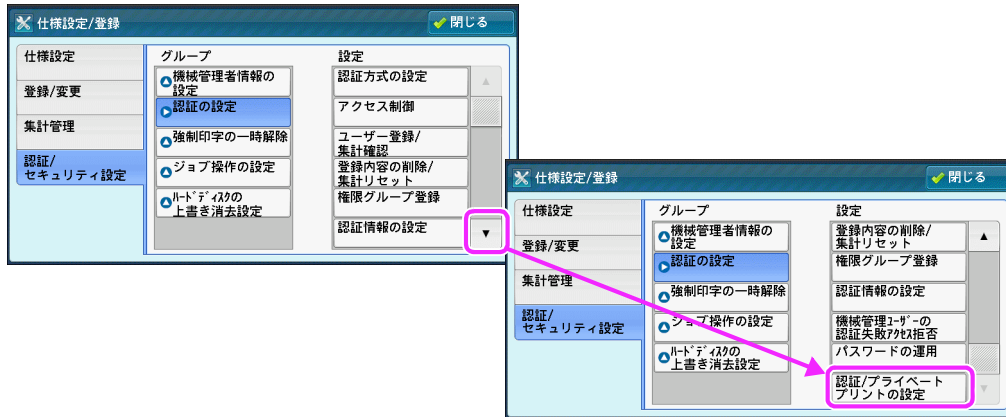 仕様設定/登録
閉じる
仕様設定
登録/変更
集計管理
認証/
セキュリティ設定
グループ
機械管理者情報の
設定
認証の設定
強制印字の一時解除
ジョブ操作の設定
ﾊｰﾄﾞﾃﾞｨｽｸの
上書き消去設定
設定
認証方式の設定
アクセス制御
ユーザー登録/
集計確認
登録内容の削除/
集計リセット
権限グループ登録
認証情報の設定
仕様設定/登録
閉じる
仕様設定
登録/変更
集計管理
認証/
セキュリティ設定
グループ
機械管理者情報の
設定
認証の設定
強制印字の一時解除
ジョブ操作の設定
ﾊｰﾄﾞﾃﾞｨｽｸの
上書き消去設定
設定
登録内容の削除/
集計リセット
権限グループ登録
認証情報の設定
機械管理ﾕｰｻﾞｰの
認証失敗ｱｸｾｽ拒否
パスワードの運用
認証/プライベート
プリントの設定